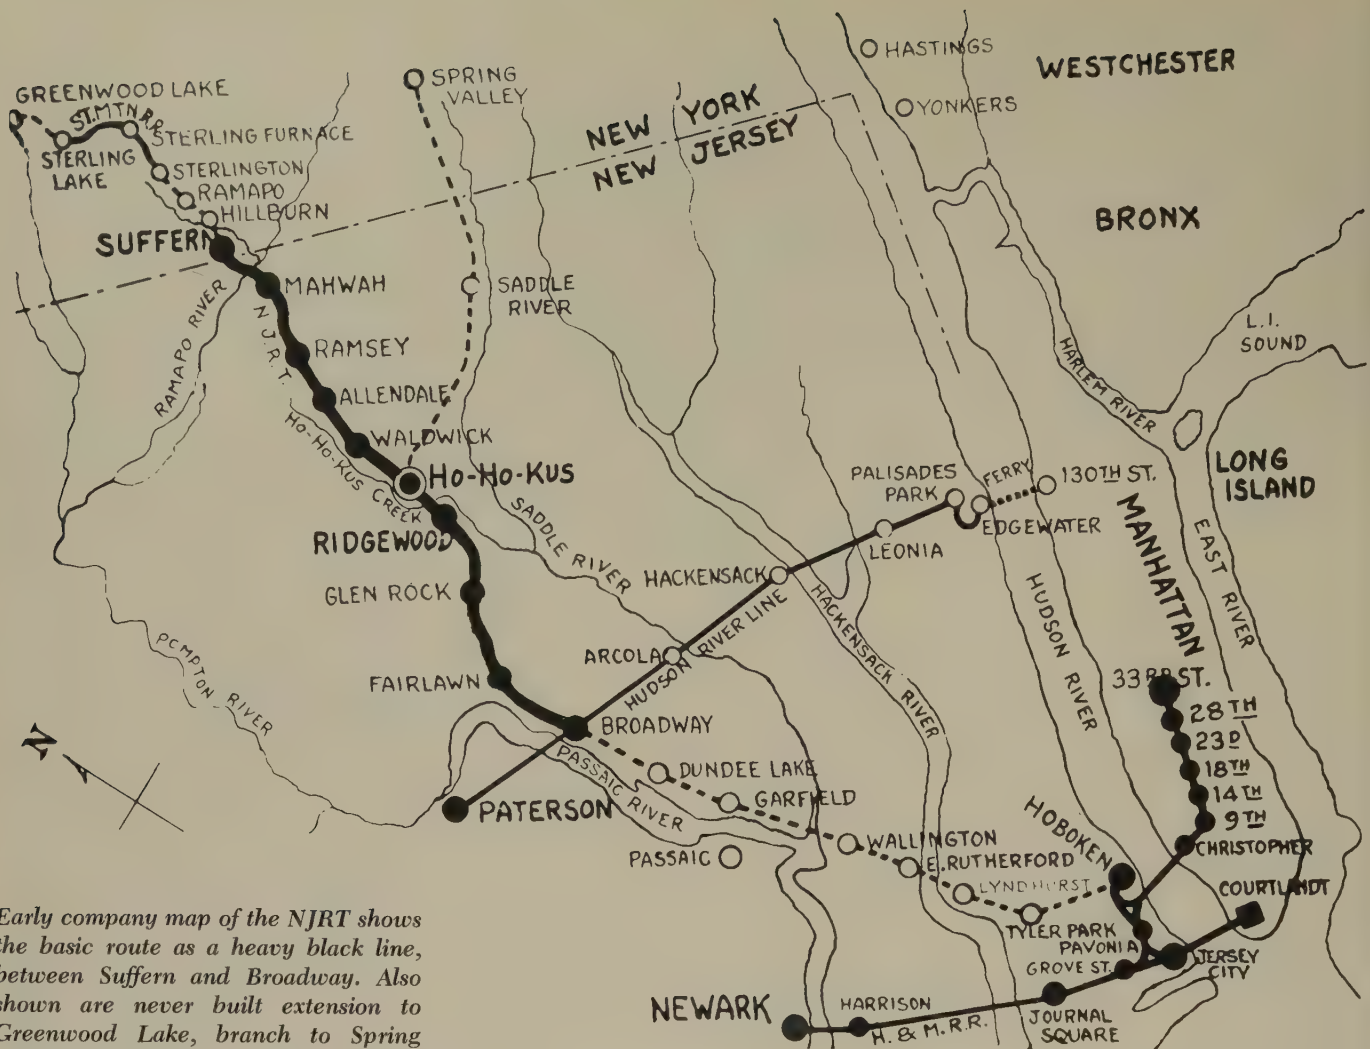 GREENWOOD LAKE
ST. MTN R.R.
STERLING FURNACE
STERLING
LAKE
STERLINGTON
RAMAPO
HILLBURN
SUFFERN
SPRING
VALLEY
NEW YORK
NEW JERSEY
HASTINGS
YONKERS
WESTCHESTER
BRONX
MAHWAH
N.J.R.T.
RAMAPO RIVER
SADDLE
RIVER
RAMSEY
ALLENDALE
WALDWICK
HO-HO-KUS CREEK
HO-HO-KUS
RIDGEWOOD
SADDLE RIVER
GLEN ROCK
FAIRLAWN
L.I.
SOUND
HARLEM RIVER
LONG
ISLAND
PALISADES
PARK
FERRY
130TH ST.
EDGEWATER
LEONIA
HACKENSACK
HUDSON RIVER LINE
ARCOLA
HACKENSACK RIVER
HUDSON RIVER
MANHATTAN
EAST RIVER
POMPTON RIVER
N
BROADWAY
PATERSON
PASSAIC RIVER
DUNDEE LAKE
GARFIELD
PASSAIC
WALLINGTON
E. RUTHERFORD
LYNDHURST
TYLER PARK
33RD ST.
28TH
23D
18TH
14TH
9TH
CHRISTOPHER
HOBOKEN
COURTLANDT
PAVONIA
GROVE ST.
JERSEY
CITY
NEWARK
HARRISON
H. & M. R.R.
JOURNAL
SQUARE
Early company map of the NJRT shows
the basic route as a heavy black line,
between Suffern and Broadway. Also
shown are never built extension to
Greenwood Lake, branch to Spring